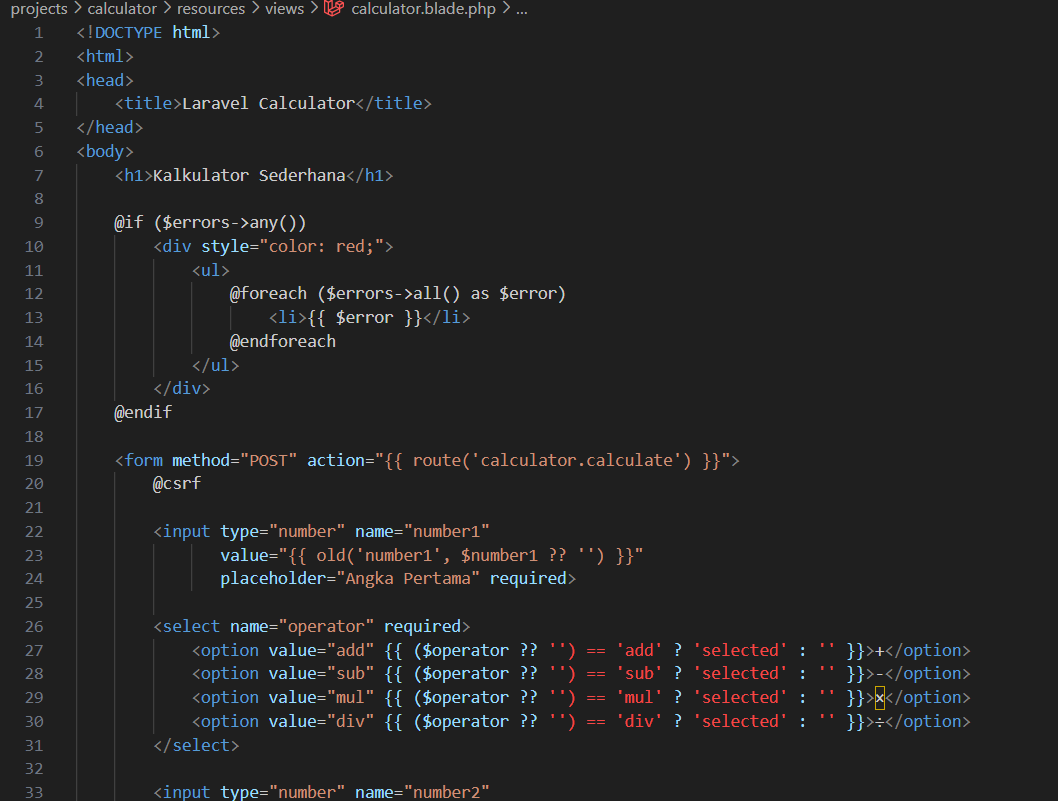 projects > calculator > resources > views > calculator.blade.php > ...
1 <!DOCTYPE html>
2 <html>
3 <head>
4     <title>Laravel Calculator</title>
5 </head>
6 <body>
7     <h1>Kalkulator Sederhana</h1>
8
9     @if ($errors->any())
10         <div style="color: red;">
11             <ul>
12                 @foreach ($errors->all() as $error)
13                     <li>{{ $error }}</li>
14                 @endforeach
15             </ul>
16         </div>
17     @endif
18
19     <form method="POST" action="{{ route('calculator.calculate') }}">
20         @csrf
21
22         <input type="number" name="number1"
23                value="{{ old('number1', $number1 ?? '') }}"
24                placeholder="Angka Pertama" required>
25
26         <select name="operator" required>
27             <option value="add" {{ ($operator ?? '') == 'add' ? 'selected' : '' }}>+</option>
28             <option value="sub" {{ ($operator ?? '') == 'sub' ? 'selected' : '' }}>-</option>
29             <option value="mul" {{ ($operator ?? '') == 'mul' ? 'selected' : '' }}>×</option>
30             <option value="div" {{ ($operator ?? '') == 'div' ? 'selected' : '' }}>÷</option>
31         </select>
32
33         <input type="number" name="number2"